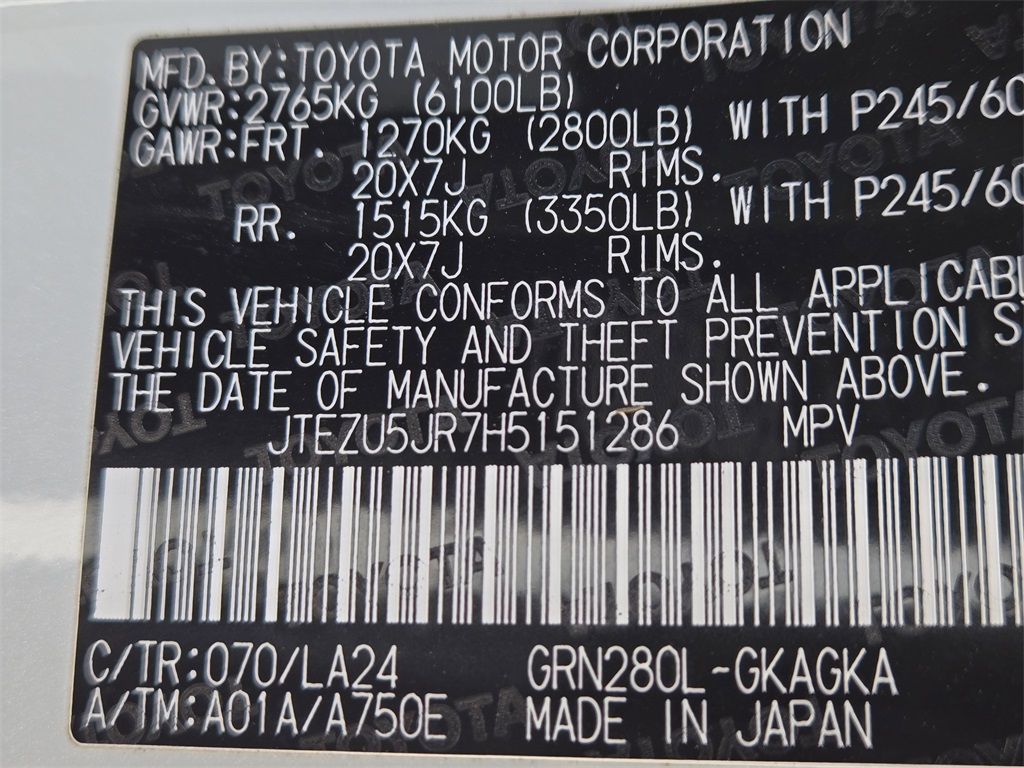 MFD. BY: TOYOTA MOTOR CORPORATION
GVWR: 2765KG (6100LB)
GAWR: FRT. 1270KG (2800LB) WITH P245/60
20X7J RIMS.
RR. 1515KG (3350LB) WITH P245/60
20X7J RIMS.
THIS VEHICLE CONFORMS TO ALL APPLICABL
VEHICLE SAFETY AND THEFT PREVENTION S
THE DATE OF MANUFACTURE SHOWN ABOVE.
JTEZU5JR7H5151286 MPV
C/TR: 070/LA24 GRN280L-GKAGKA
A/TM: A01A/A750E MADE IN JAPAN